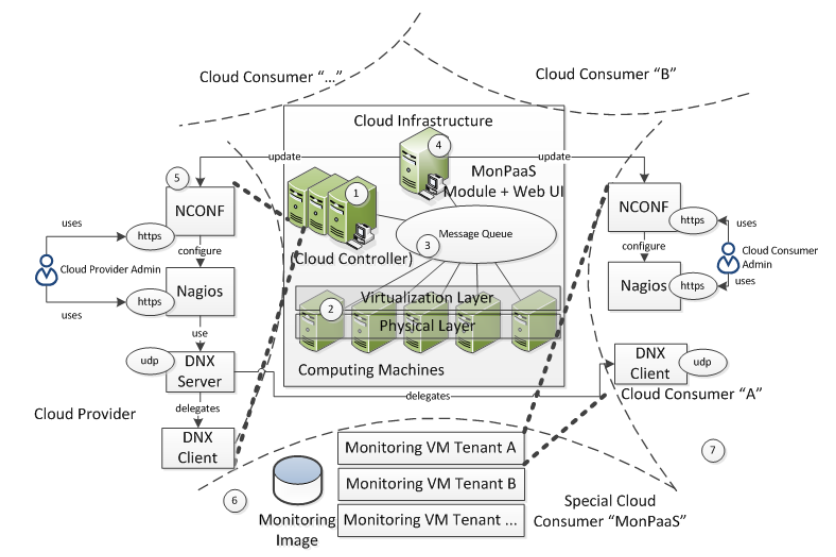 Cloud Consumer “...”
Cloud Consumer “B”
Cloud Infrastructure
4
update
update
MonPaaS
Module + Web UI
5
1
NCONF
NCONF
https
https
uses
uses
Message Queue
3
(Cloud Controller)
configure
configure
Cloud Provider Admin
Cloud Consumer
Admin
Nagios
Nagios
https
https
uses
uses
Virtualization Layer
2
Physical Layer
use
udp
DNX
Server
DNX
Client
udp
Computing Machines
Cloud Consumer “A”
delegates
delegates
Cloud Provider
DNX
Client
Monitoring VM Tenant A
7
Monitoring VM Tenant B
6
Special Cloud
Consumer “MonPaaS”
Monitoring
Image
Monitoring VM Tenant ...